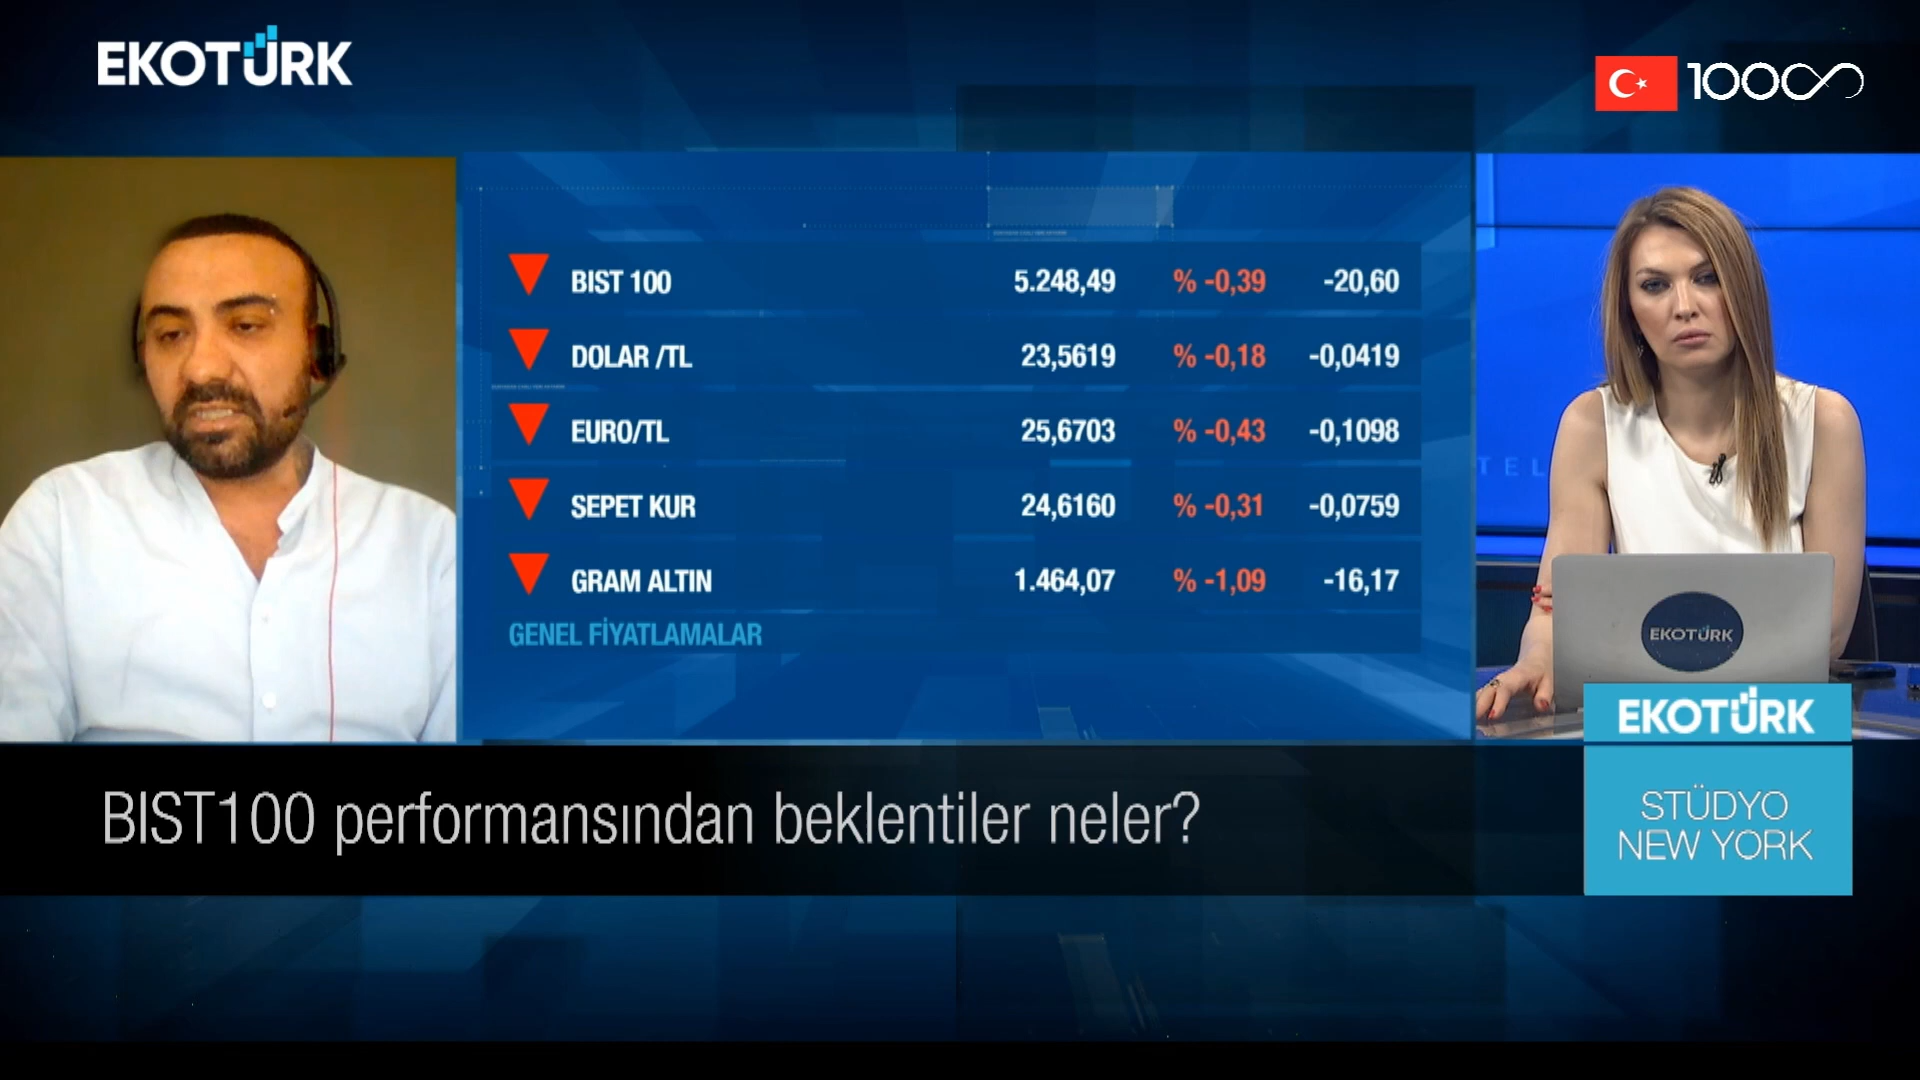 EKOTÜRK
100
BIST 100 5.248,49 % -0,39 -20,60
DOLAR /TL 23,5619 % -0,18 -0,0419
EURO/TL 25,6703 % -0,43 -0,1098
SEPET KUR 24,6160 % -0,31 -0,0759
GRAM ALTIN 1.464,07 % -1,09 -16,17
GENEL FİYATLAMALAR
TEL
EKOTÜRK
EKOTÜRK
STÜDYO
NEW YORK
BIST100 performansından beklentiler neler?